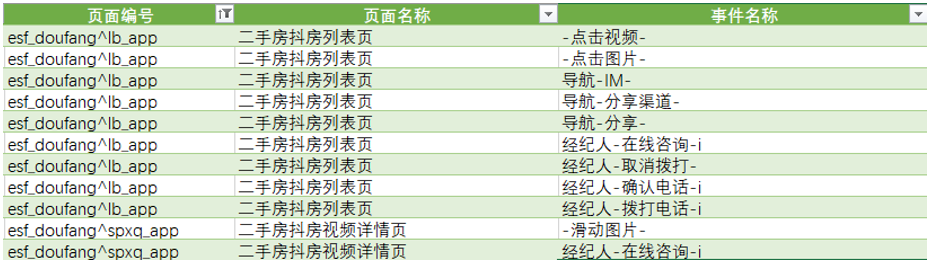 页面编号 页面名称 事件名称
esf_doufang^lb_app 二手房抖房列表页 -点击视频-
esf_doufang^lb_app 二手房抖房列表页 -点击图片-
esf_doufang^lb_app 二手房抖房列表页 导航-IM-
esf_doufang^lb_app 二手房抖房列表页 导航-分享渠道-
esf_doufang^lb_app 二手房抖房列表页 导航-分享-
esf_doufang^lb_app 二手房抖房列表页 经纪人-在线咨询-i
esf_doufang^lb_app 二手房抖房列表页 经纪人-取消拨打-
esf_doufang^lb_app 二手房抖房列表页 经纪人-确认电话-i
esf_doufang^lb_app 二手房抖房列表页 经纪人-拨打电话-i
esf_doufang^spxq_app 二手房抖房视频详情页 -滑动图片-
esf_doufang^spxq_app 二手房抖房视频详情页 经纪人-在线咨询-i